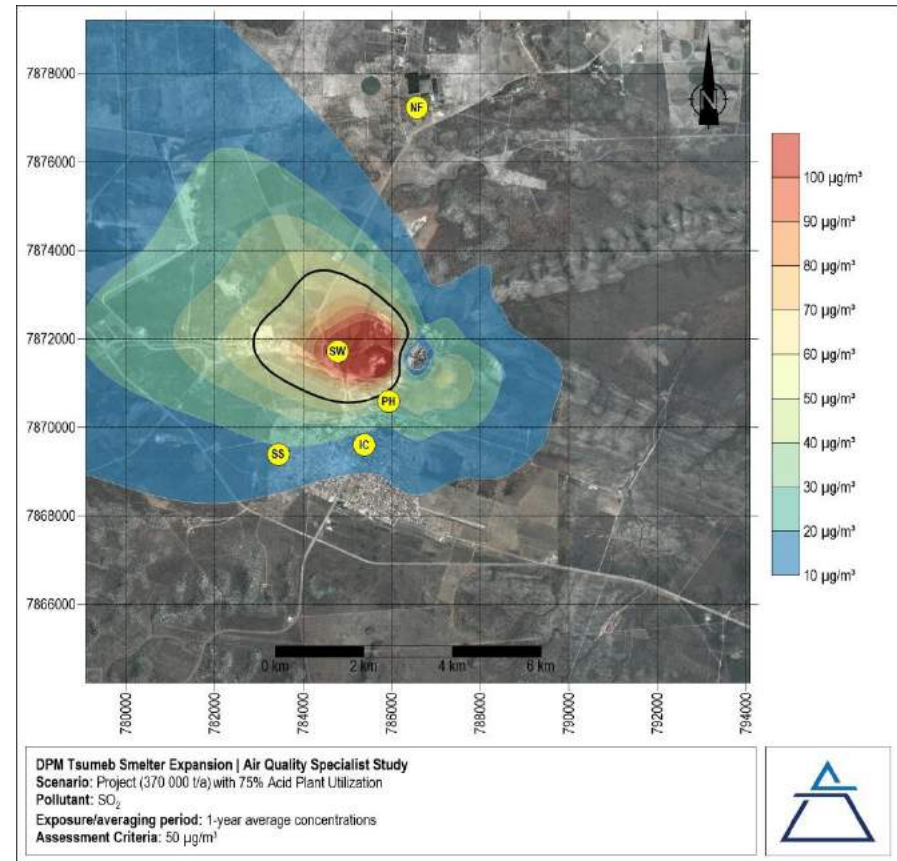 7878000
7876000
7874000
7872000
7870000
7868000
7866000
NF
SW
PH
IC
SS
N
0 km 2 km 4 km 6 km
780000 782000 784000 786000 788000 790000 792000 794000
100 µg/m³
90 µg/m³
80 µg/m³
70 µg/m³
60 µg/m³
50 µg/m³
40 µg/m³
30 µg/m³
20 µg/m³
10 µg/m³
DPM Tsumeb Smelter Expansion | Air Quality Specialist Study
Scenario: Project (370 000 t/a) with 75% Acid Plant Utilization
Pollutant: SO₂
Exposure/averaging period: 1-year average concentrations
Assessment Criteria: 50 µg/m³